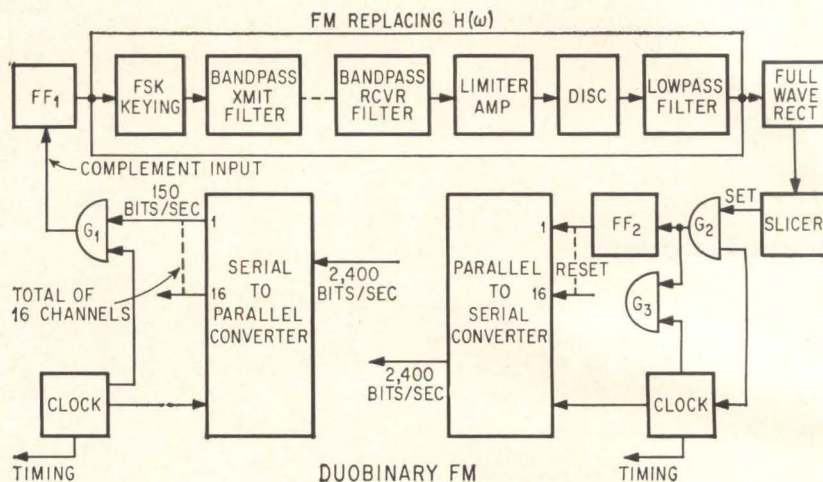 FM REPLACING H(ω)
FF1
FSK
KEYING
BANDPASS
XMIT
FILTER
BANDPASS
RCVR
FILTER
LIMITER
AMP
DISC
LOWPASS
FILTER
FULL
WAVE
RECT
COMPLEMENT INPUT
150
BITS/SEC
G1
1
16
TOTAL OF
16 CHANNELS
SERIAL
TO
PARALLEL
CONVERTER
2,400
BITS/SEC
2,400
BITS/SEC
PARALLEL
TO
SERIAL
CONVERTER
1
16
RESET
FF2
G2
SET
SLICER
G3
CLOCK
TIMING
CLOCK
TIMING
DUOBINARY FM